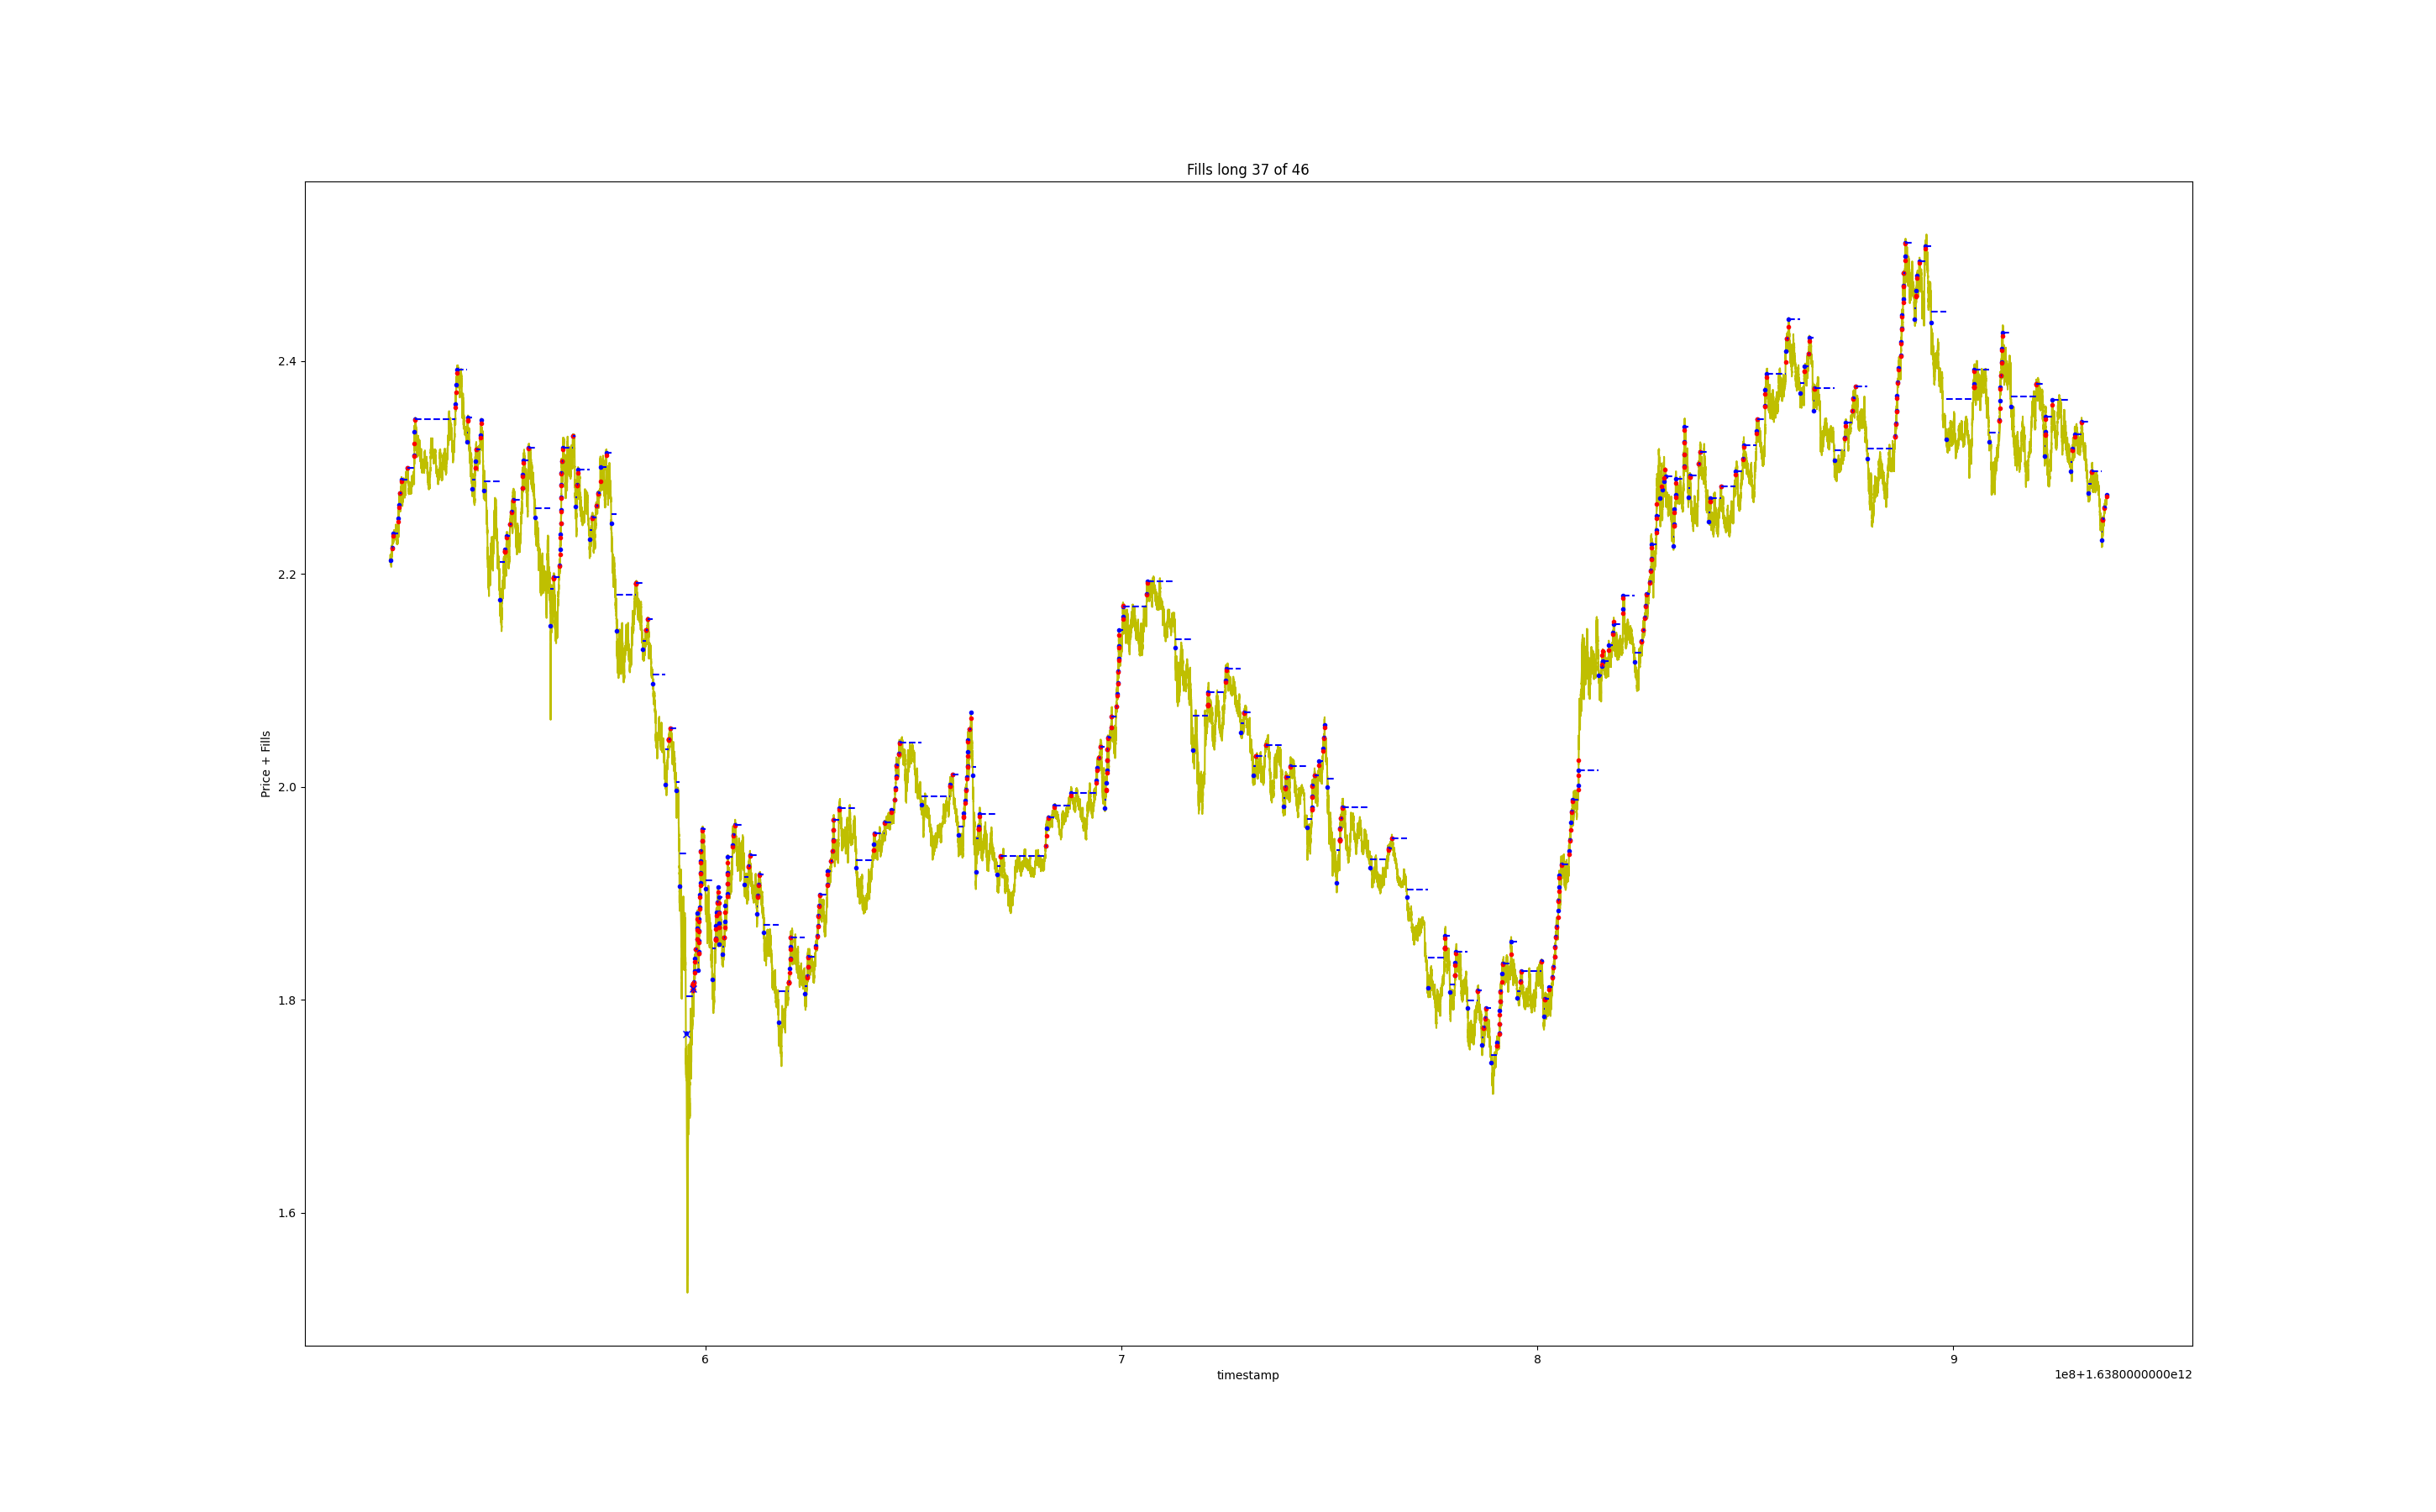 Fills long 37 of 46
2.4
2.2
2.0
1.8
1.6
Price + Fills
6
7
8
9
timestamp
1e8+1.6380000000e12